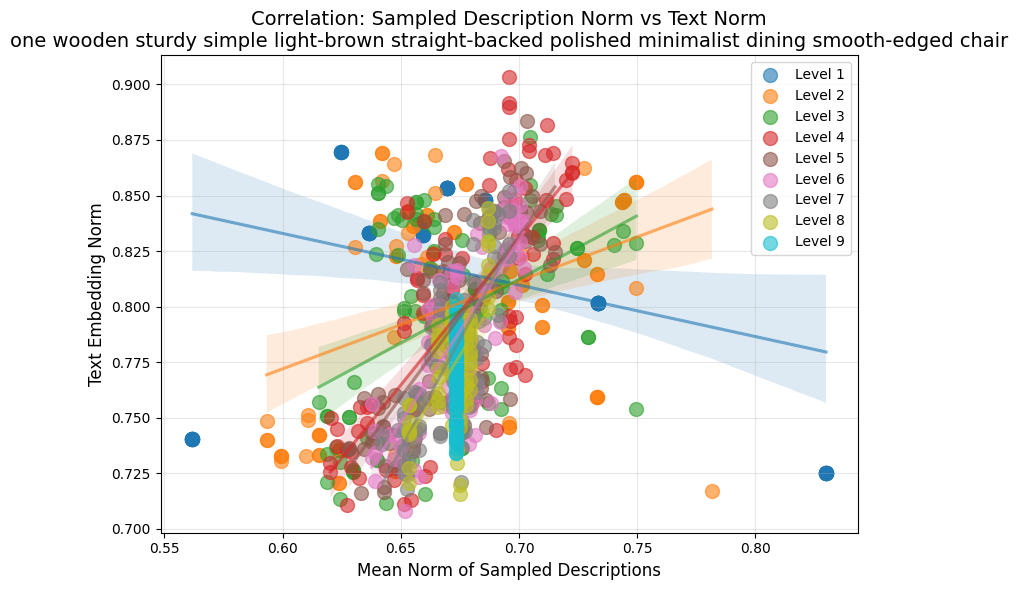 Correlation: Sampled Description Norm vs Text Norm
one wooden sturdy simple light-brown straight-backed polished minimalist dining smooth-edged chair
Level 1
Level 2
Level 3
Level 4
Level 5
Level 6
Level 7
Level 8
Level 9
0.900
0.875
0.850
0.825
0.800
0.775
0.750
0.725
0.700
Text Embedding Norm
0.55 0.60 0.65 0.70 0.75 0.80
Mean Norm of Sampled Descriptions